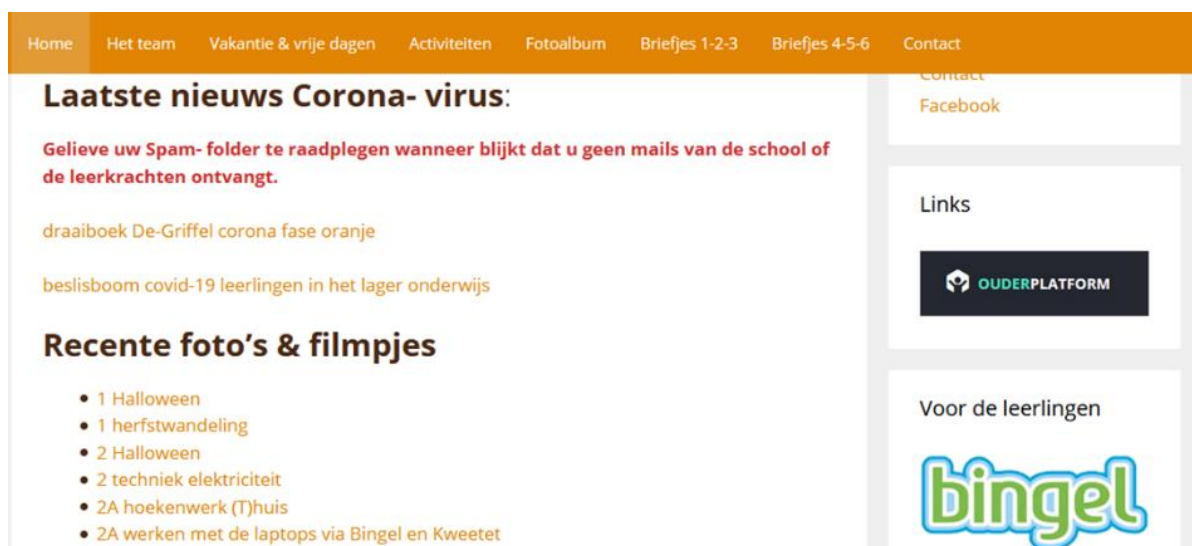 Home Het team Vakantie & vrije dagen Activiteiten Fotoalbum Briefjes 1-2-3 Briefjes 4-5-6 Contact
Laatste nieuws Corona- virus:
Gelieve uw Spam- folder te raadplegen wanneer blijkt dat u geen mails van de school of
de leerkrachten ontvangt.
draaiboek De-Griffel corona fase oranje
beslisboom covid-19 leerlingen in het lager onderwijs
Recente foto's & filmpjes
1 Halloween
1 herfstwandeling
2 Halloween
2 techniek elektriciteit
2A hoekenwerk (T)huis
2A werken met de laptops via Bingel en Kweetet
Contact
Facebook
Links
OUDERPLATFORM
Voor de leerlingen
bingel